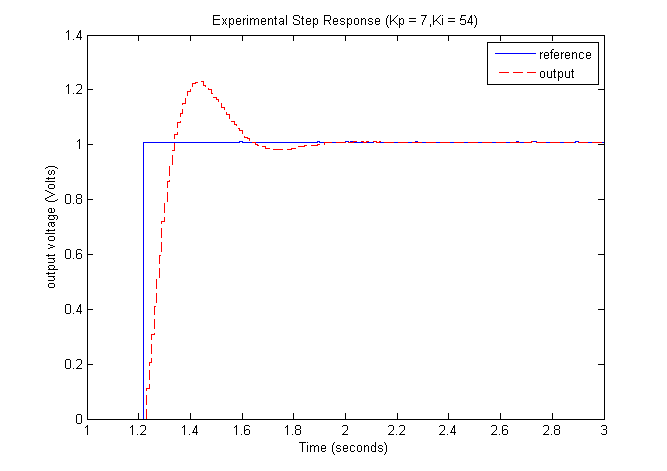 Experimental Step Response (Kp = 7,Ki = 54)
reference
output
output voltage (Volts)
1.4
1.2
1
0.8
0.6
0.4
0.2
0
1 1.2 1.4 1.6 1.8 2 2.2 2.4 2.6 2.8 3
Time (seconds)